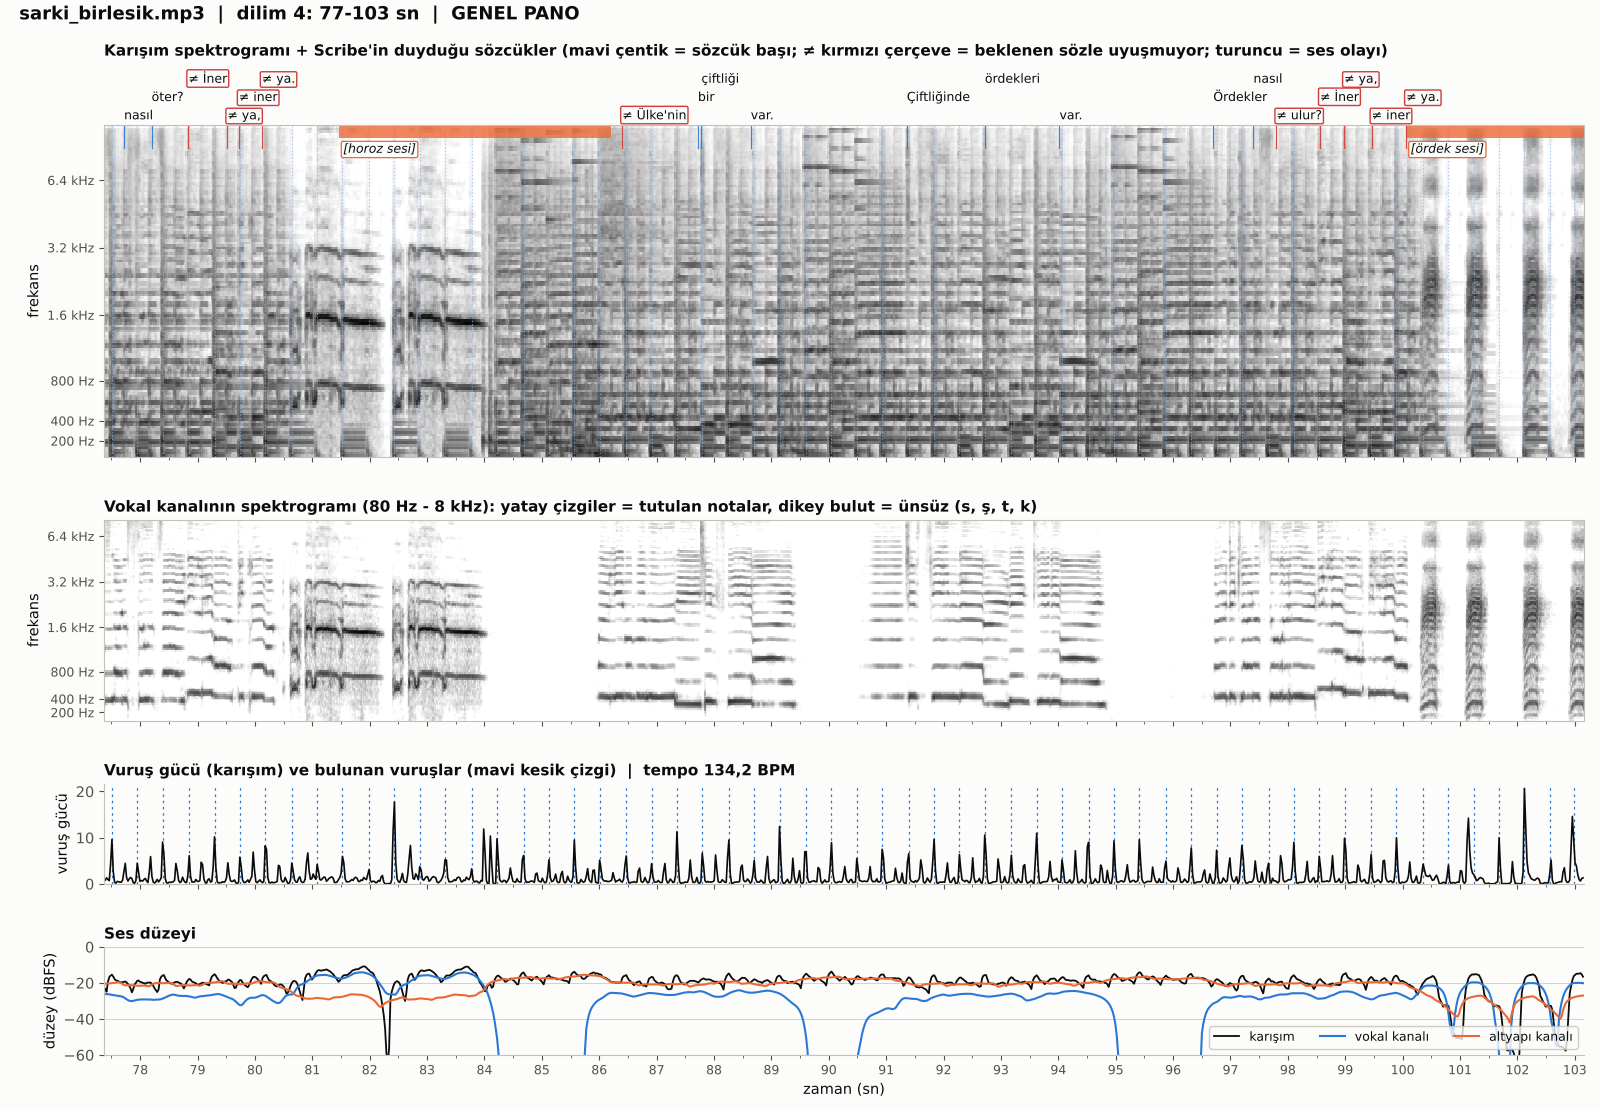 sarki_birlesik.mp3 | dilim 4: 77-103 sn | GENEL PANO
Karışım spektrogramı + Scribe'in duyduğu sözcükler (mavi çentik = sözcük başı; ≠ kırmızı çerçeve = beklenen sözle uyuşmuyor; turuncu = ses olayı)
≠ İner ≠ ya. çiftliği ördekleri nasıl ≠ ya,
öter? ≠ iner bir Çiftliğinde Ördekler ≠ İner ≠ ya.
nasıl ≠ ya, ≠ Ülke'nin var. var. ≠ ulur? ≠ iner
[horoz sesi] [ördek sesi]
frekans
6.4 kHz
3.2 kHz
1.6 kHz
800 Hz
400 Hz
200 Hz
Vokal kanalının spektrogramı (80 Hz - 8 kHz): yatay çizgiler = tutulan notalar, dikey bulut = ünsüz (s, ş, t, k)
frekans
6.4 kHz
3.2 kHz
1.6 kHz
800 Hz
400 Hz
200 Hz
Vuruş gücü (karışım) ve bulunan vuruşlar (mavi kesik çizgi) | tempo 134,2 BPM
vuruş gücü
20
10
0
Ses düzeyi
düzey (dBFS)
0
−20
−40
−60
karışım vokal kanalı altyapı kanalı
78 79 80 81 82 83 84 85 86 87 88 89 90 91 92 93 94 95 96 97 98 99 100 101 102 103
zaman (sn)